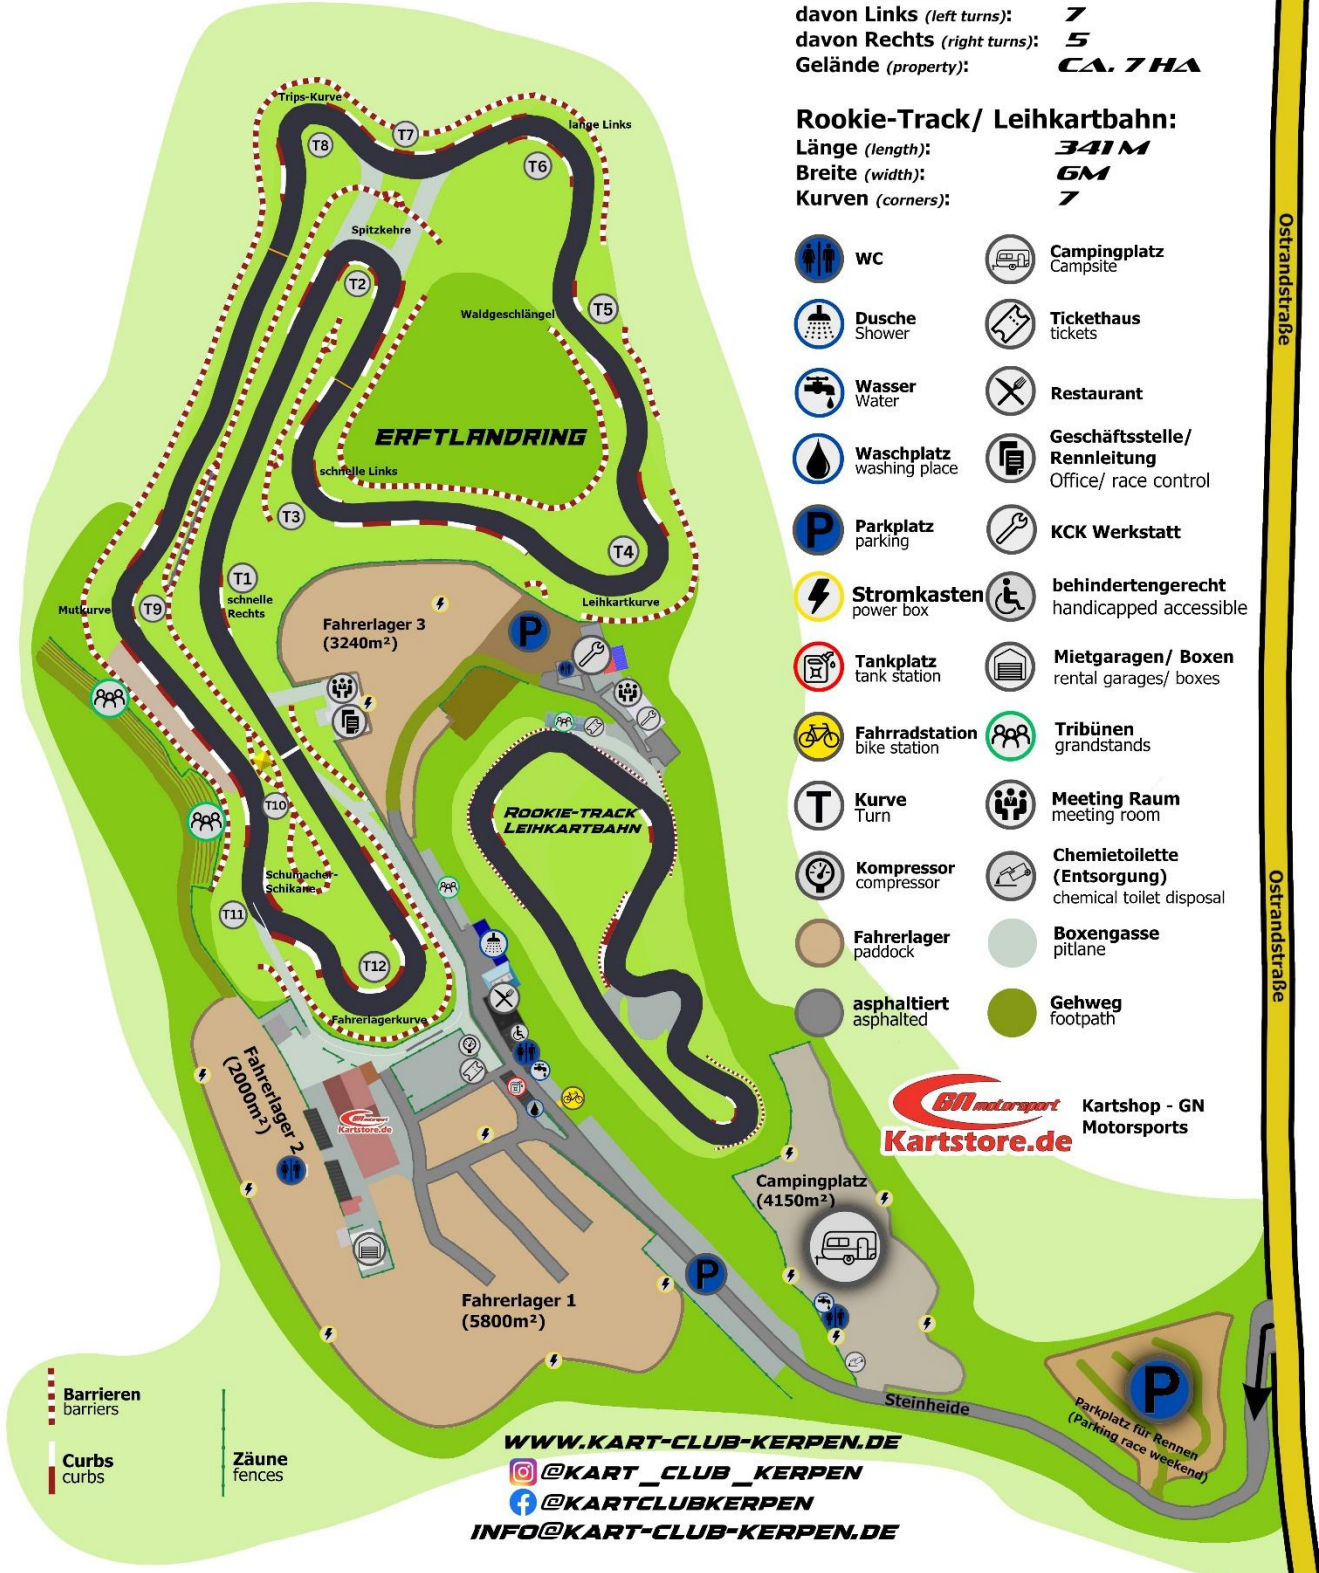 davon Links (left turns): 7
davon Rechts (right turns): 5
Gelände (property): CA. 7 HA
Rookie-Track/ Leihkartbahn:
Länge (length): 341 M
Breite (width): 6M
Kurven (corners): 7
WC
Campingplatz
Campsite
Dusche
Shower
Tickethaus
tickets
Wasser
Water
Restaurant
Waschplatz
washing place
Geschäftsstelle/
Rennleitung
Office/ race control
P
Parkplatz
parking
KCK Werkstatt
Stromkasten
power box
behindertengerecht
handicapped accessible
Tankplatz
tank station
Mietgaragen/ Boxen
rental garages/ boxes
Fahrradstation
bike station
Tribünen
grandstands
T
Kurve
Turn
Meeting Raum
meeting room
Kompressor
compressor
Chemietoilette
(Entsorgung)
chemical toilet disposal
Fahrerlager
paddock
Boxengasse
pitlane
asphaltiert
asphalted
Gehweg
footpath
GN motorsport
Kartstore.de
Kartshop - GN
Motorsports
Ostrandstraße
Ostrandstraße
Trips-Kurve
T7
lange Links
T8
T6
Spitzkehre
T2
Waldgeschlängel
T5
ERFTLANDRING
schnelle Links
T3
T4
T1
schnelle
Rechts
Leihkartkurve
Mutkurve
T9
Fahrerlager 3
(3240m²)
P
T10
ROOKIE-TRACK
LEIHKARTBAHN
Schumacher-
Schikane
T11
T12
Fahrerlagerkurve
Fahrerlager 2
(2000m²)
GN motorsport
Kartstore.de
Campingplatz
(4150m²)
P
Fahrerlager 1
(5800m²)
P
Parkplatz für Rennen
(Parking race weekend)
Steinheide
Barrieren
barriers
Curbs
curbs
Zäune
fences
WWW.KART-CLUB-KERPEN.DE
@KART_CLUB_KERPEN
@KARTCLUBKERPEN
INFO@KART-CLUB-KERPEN.DE